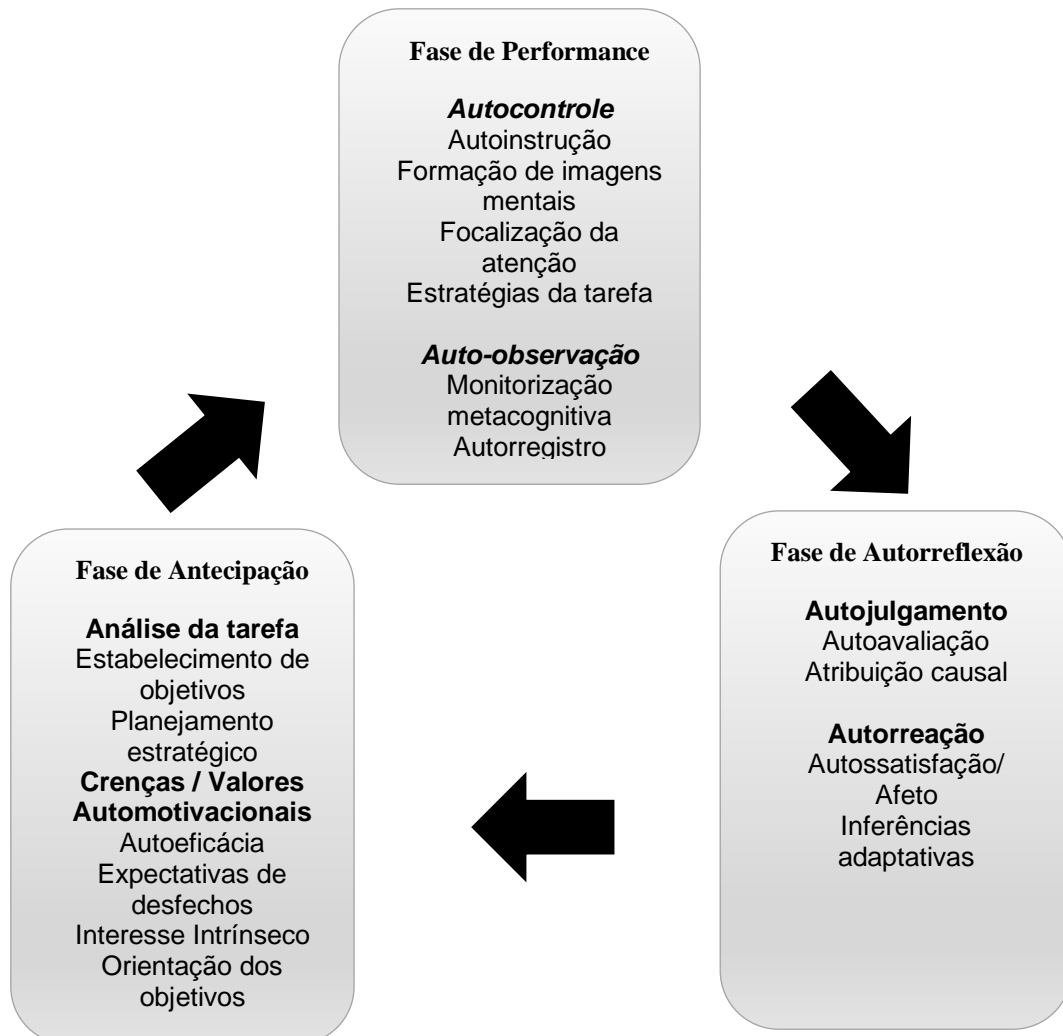 Fase de Performance
Autocontrole
Autoinstrução
Formação de imagens
mentais
Focalização da
atenção
Estratégias da tarefa
Auto-observação
Monitorização
metacognitiva
Autorregistro
Fase de Antecipação
Análise da tarefa
Estabelecimento de
objetivos
Planejamento
estratégico
Crenças / Valores
Automotivacionais
Autoeficácia
Expectativas de
desfechos
Interesse Intrínseco
Orientação dos
objetivos
Fase de Autorreflexão
Autojulgamento
Autoavaliação
Atribuição causal
Autorreação
Autossatisfação/
Afeto
Inferências
adaptativas